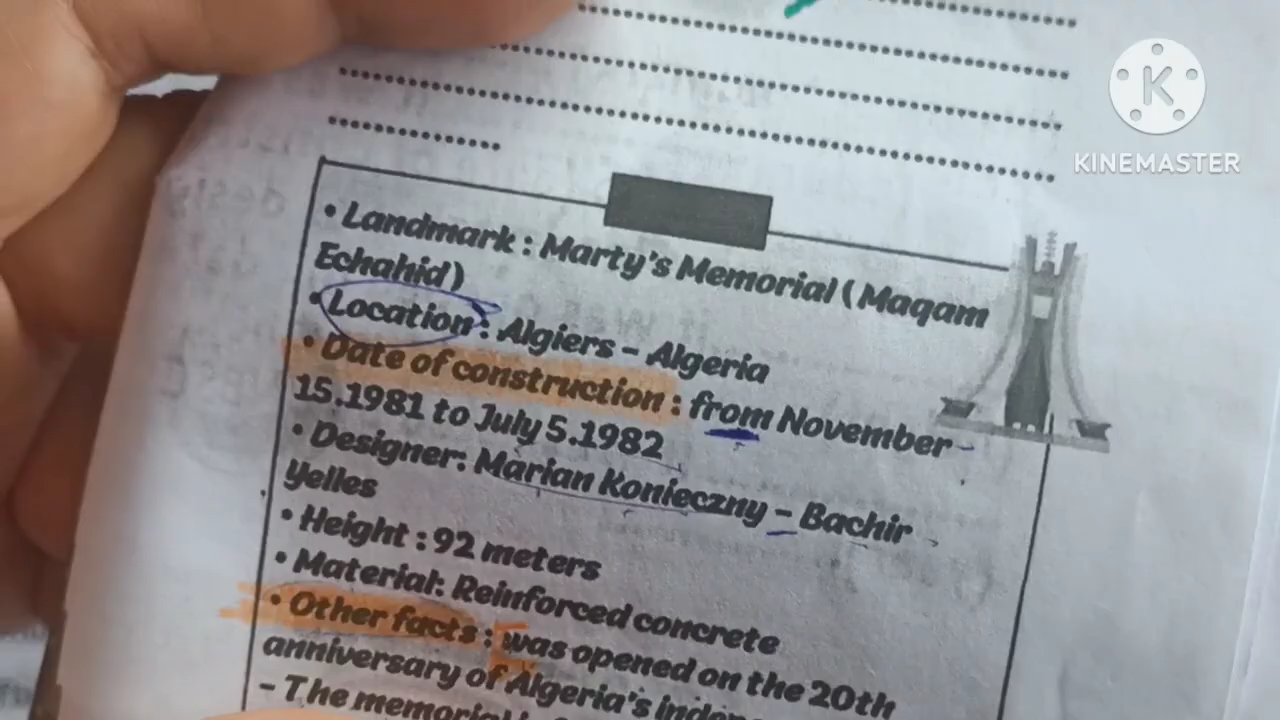 KINEMASTER
• Landmark : Marty's Memorial (Maqam
Echahid)
• Location : Algiers - Algeria
• Date of construction : from November
15.1981 to July 5.1982
• Designer: Marian Konieczny - Bachir
Yelles
• Height : 92 meters
• Material: Reinforced concrete
• Other facts : was opened on the 20th
anniversary of Algeria's
- The memorial